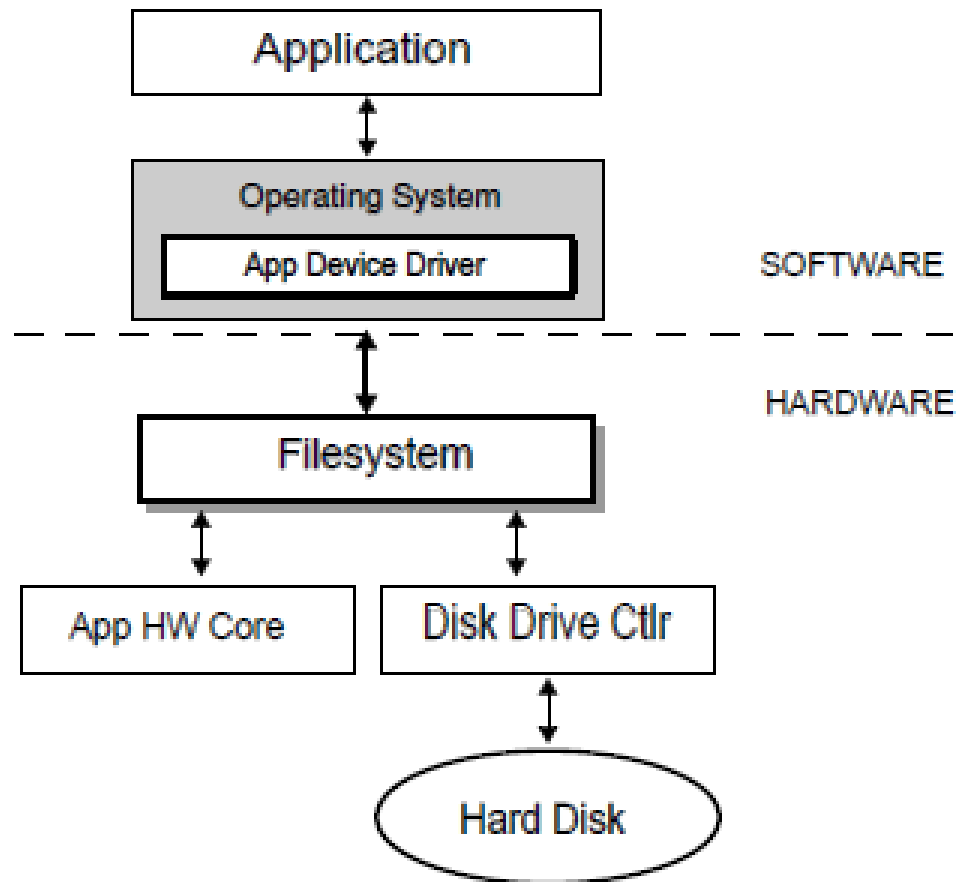 Application
Operating System
App Device Driver
SOFTWARE
HARDWARE
Filesystem
App HW Core
Disk Drive Ctlr
Hard Disk